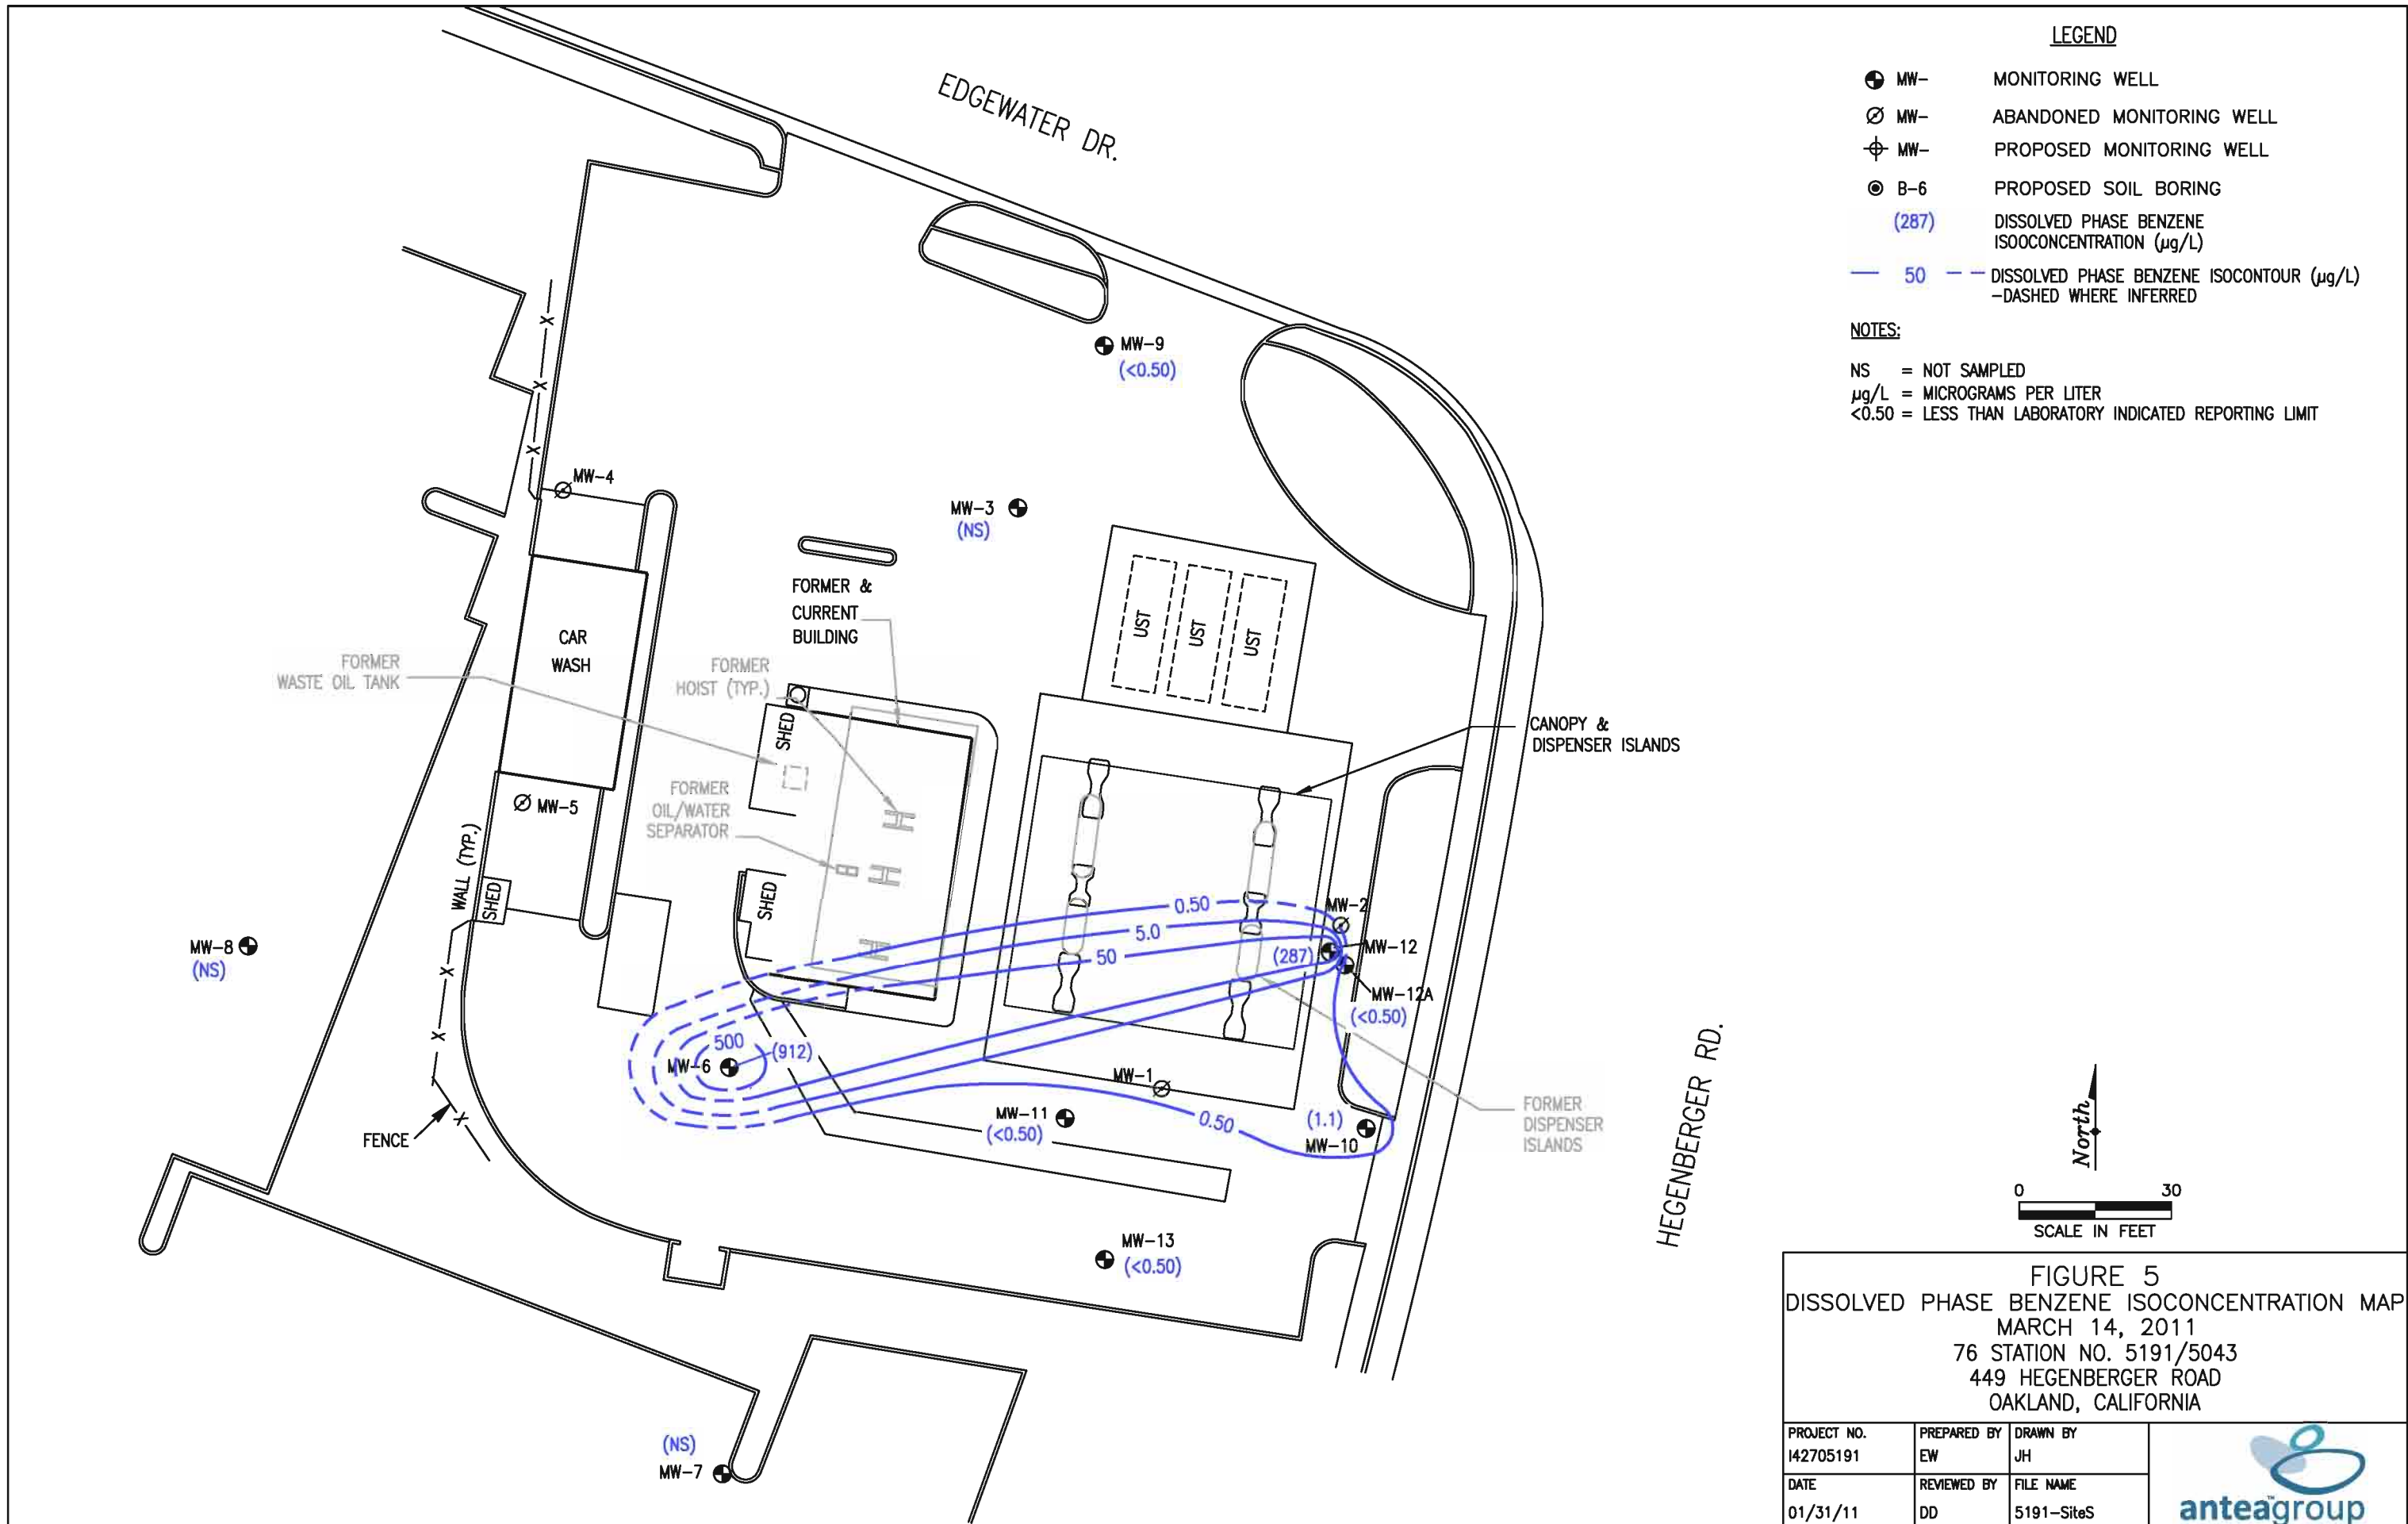 LEGEND
MW- MONITORING WELL
MW- ABANDONED MONITORING WELL
MW- PROPOSED MONITORING WELL
B-6 PROPOSED SOIL BORING
(287) DISSOLVED PHASE BENZENE
ISOOCONCENTRATION (µg/L)
50 DISSOLVED PHASE BENZENE ISOCONTOUR (µg/L)
-DASHED WHERE INFERRED
NOTES:
NS = NOT SAMPLED
µg/L = MICROGRAMS PER LITER
<0.50 = LESS THAN LABORATORY INDICATED REPORTING LIMIT
EDGEWATER DR.
MW-9
(<0.50)
X
X
X
MW-4
MW-3
(NS)
FORMER &
CURRENT
BUILDING
UST
UST
UST
CAR
WASH
FORMER
WASTE OIL TANK
FORMER
HOIST (TYP.)
SHED
CANOPY &
DISPENSER ISLANDS
FORMER
OIL/WATER
SEPARATOR
MW-5
WALL (TYP.)
SHED
SHED
0.50
5.0
50
MW-2
(287)
MW-12
MW-12A
(<0.50)
MW-8
(NS)
X
X
X
500
(912)
MW-6
MW-1
MW-11
(<0.50)
0.50
(1.1)
MW-10
FORMER
DISPENSER
ISLANDS
FENCE
HEGENBERGER RD.
MW-13
(<0.50)
(NS)
MW-7
North
0 30
SCALE IN FEET
FIGURE 5
DISSOLVED PHASE BENZENE ISOCONCENTRATION MAP
MARCH 14, 2011
76 STATION NO. 5191/5043
449 HEGENBERGER ROAD
OAKLAND, CALIFORNIA
PROJECT NO. PREPARED BY DRAWN BY
I42705191 EW JH
DATE REVIEWED BY FILE NAME
01/31/11 DD 5191-SiteS
anteagroup™